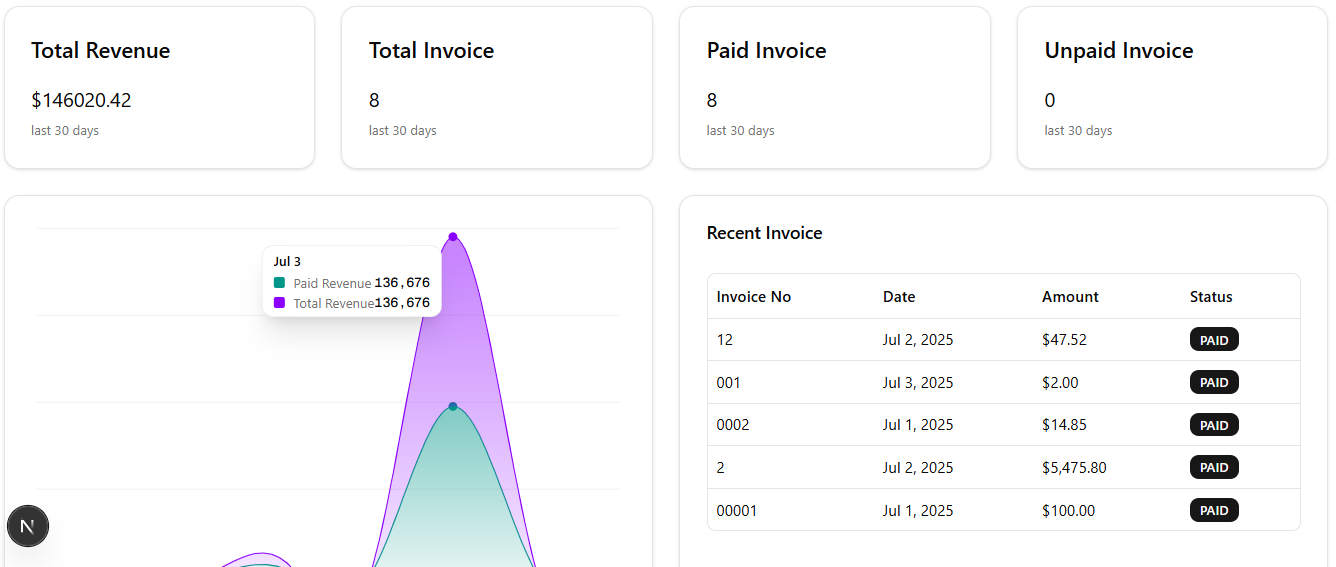 Total Revenue
$146020.42
last 30 days
Total Invoice
8
last 30 days
Paid Invoice
8
last 30 days
Unpaid Invoice
0
last 30 days
Jul 3
Paid Revenue 136,676
Total Revenue 136,676
N
Recent Invoice
Invoice No Date Amount Status
12 Jul 2, 2025 $47.52 PAID
001 Jul 3, 2025 $2.00 PAID
0002 Jul 1, 2025 $14.85 PAID
2 Jul 2, 2025 $5,475.80 PAID
00001 Jul 1, 2025 $100.00 PAID